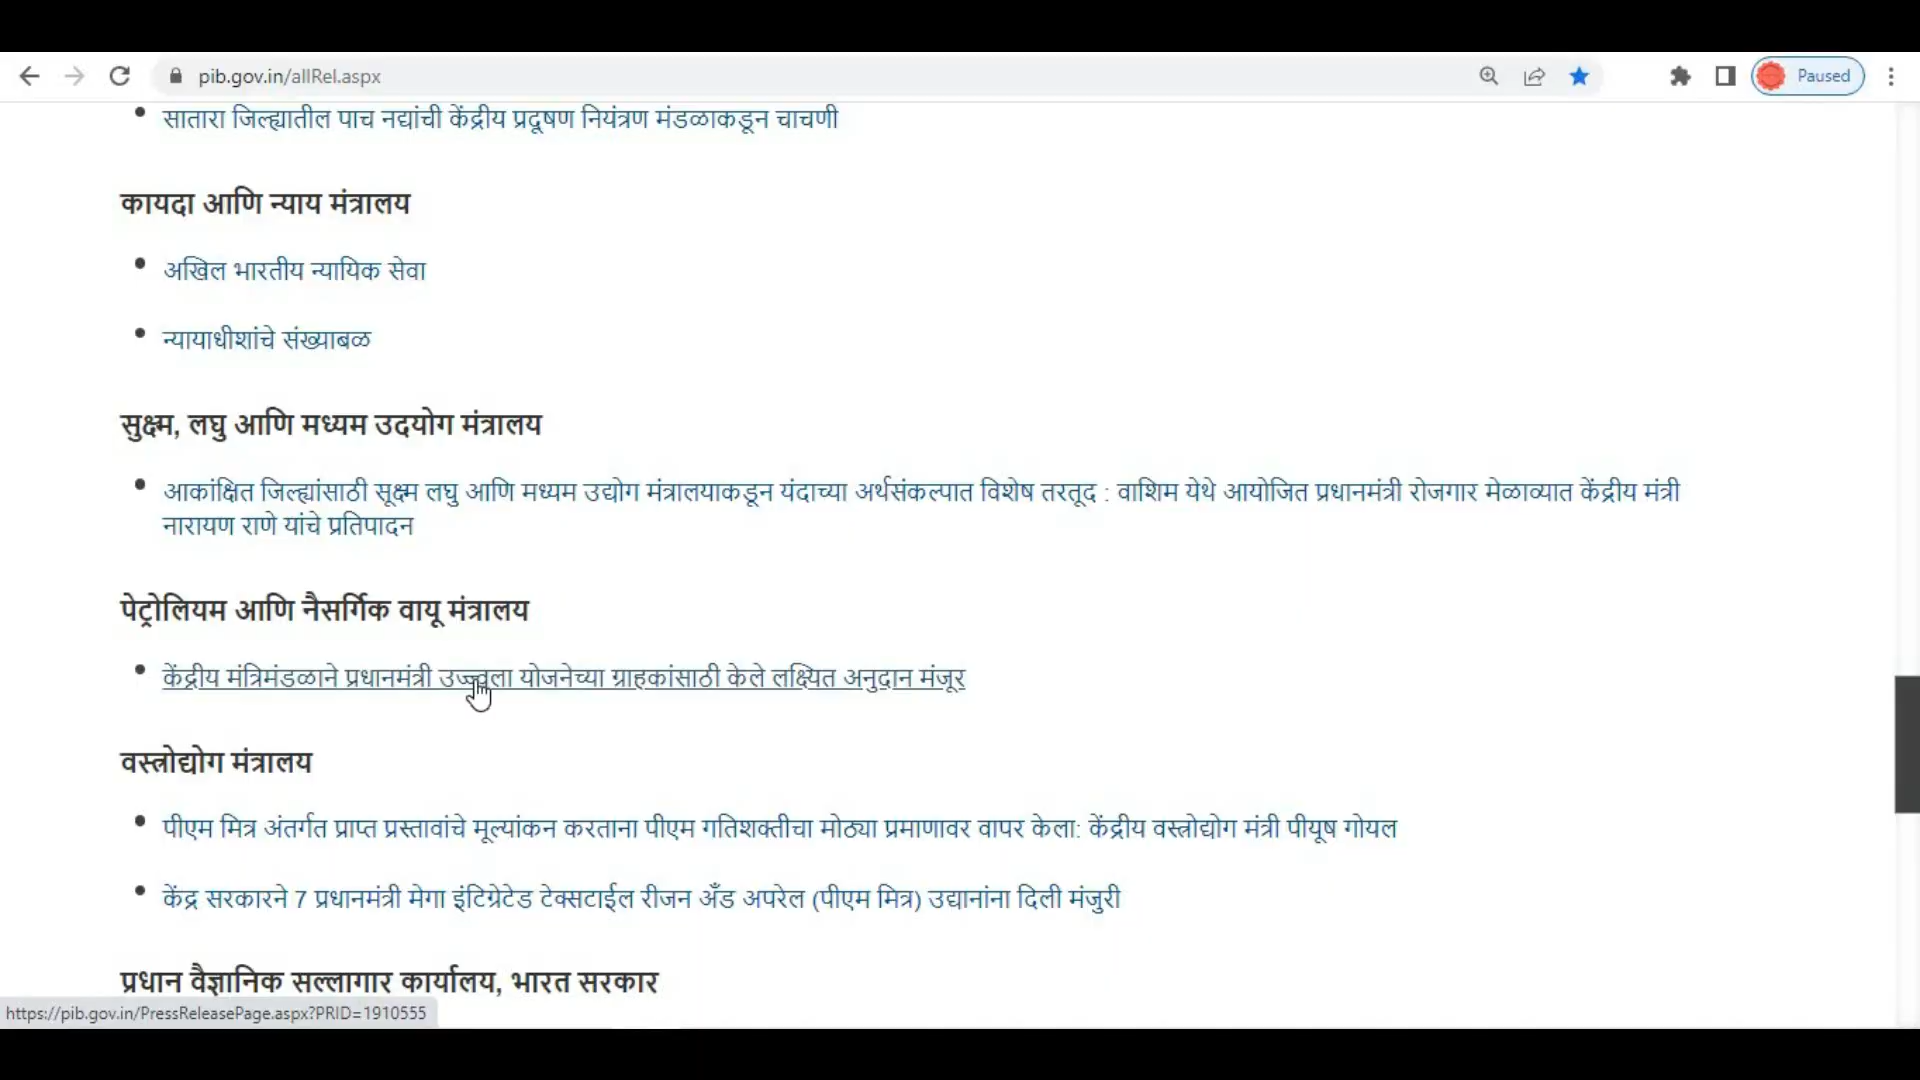 pib.gov.in/allRel.aspx
Paused
सातारा जिल्ह्यातील पाच नद्यांची केंद्रीय प्रदूषण नियंत्रण मंडळाकडून चाचणी
कायदा आणि न्याय मंत्रालय
अखिल भारतीय न्यायिक सेवा
न्यायाधीशांचे संख्याबळ
सुक्ष्म, लघु आणि मध्यम उदयोग मंत्रालय
आकांक्षित जिल्ह्यांसाठी सूक्ष्म लघु आणि मध्यम उद्योग मंत्रालयाकडून यंदाच्या अर्थसंकल्पात विशेष तरतूद : वाशिम येथे आयोजित प्रधानमंत्री रोजगार मेळाव्यात केंद्रीय मंत्री
नारायण राणे यांचे प्रतिपादन
पेट्रोलियम आणि नैसर्गिक वायू मंत्रालय
केंद्रीय मंत्रिमंडळाने प्रधानमंत्री उज्ज्वला योजनेच्या ग्राहकांसाठी केले लक्ष्यित अनुदान मंजूर
वस्त्रोद्योग मंत्रालय
पीएम मित्र अंतर्गत प्राप्त प्रस्तावांचे मूल्यांकन करताना पीएम गतिशक्तीचा मोठ्या प्रमाणावर वापर केला: केंद्रीय वस्त्रोद्योग मंत्री पीयूष गोयल
केंद्र सरकारने 7 प्रधानमंत्री मेगा इंटिग्रेटेड टेक्सटाईल रीजन अँड अपरेल (पीएम मित्र) उद्यानांना दिली मंजुरी
प्रधान वैज्ञानिक सल्लागार कार्यालय, भारत सरकार
https://pib.gov.in/PressReleasePage.aspx?PRID=1910555